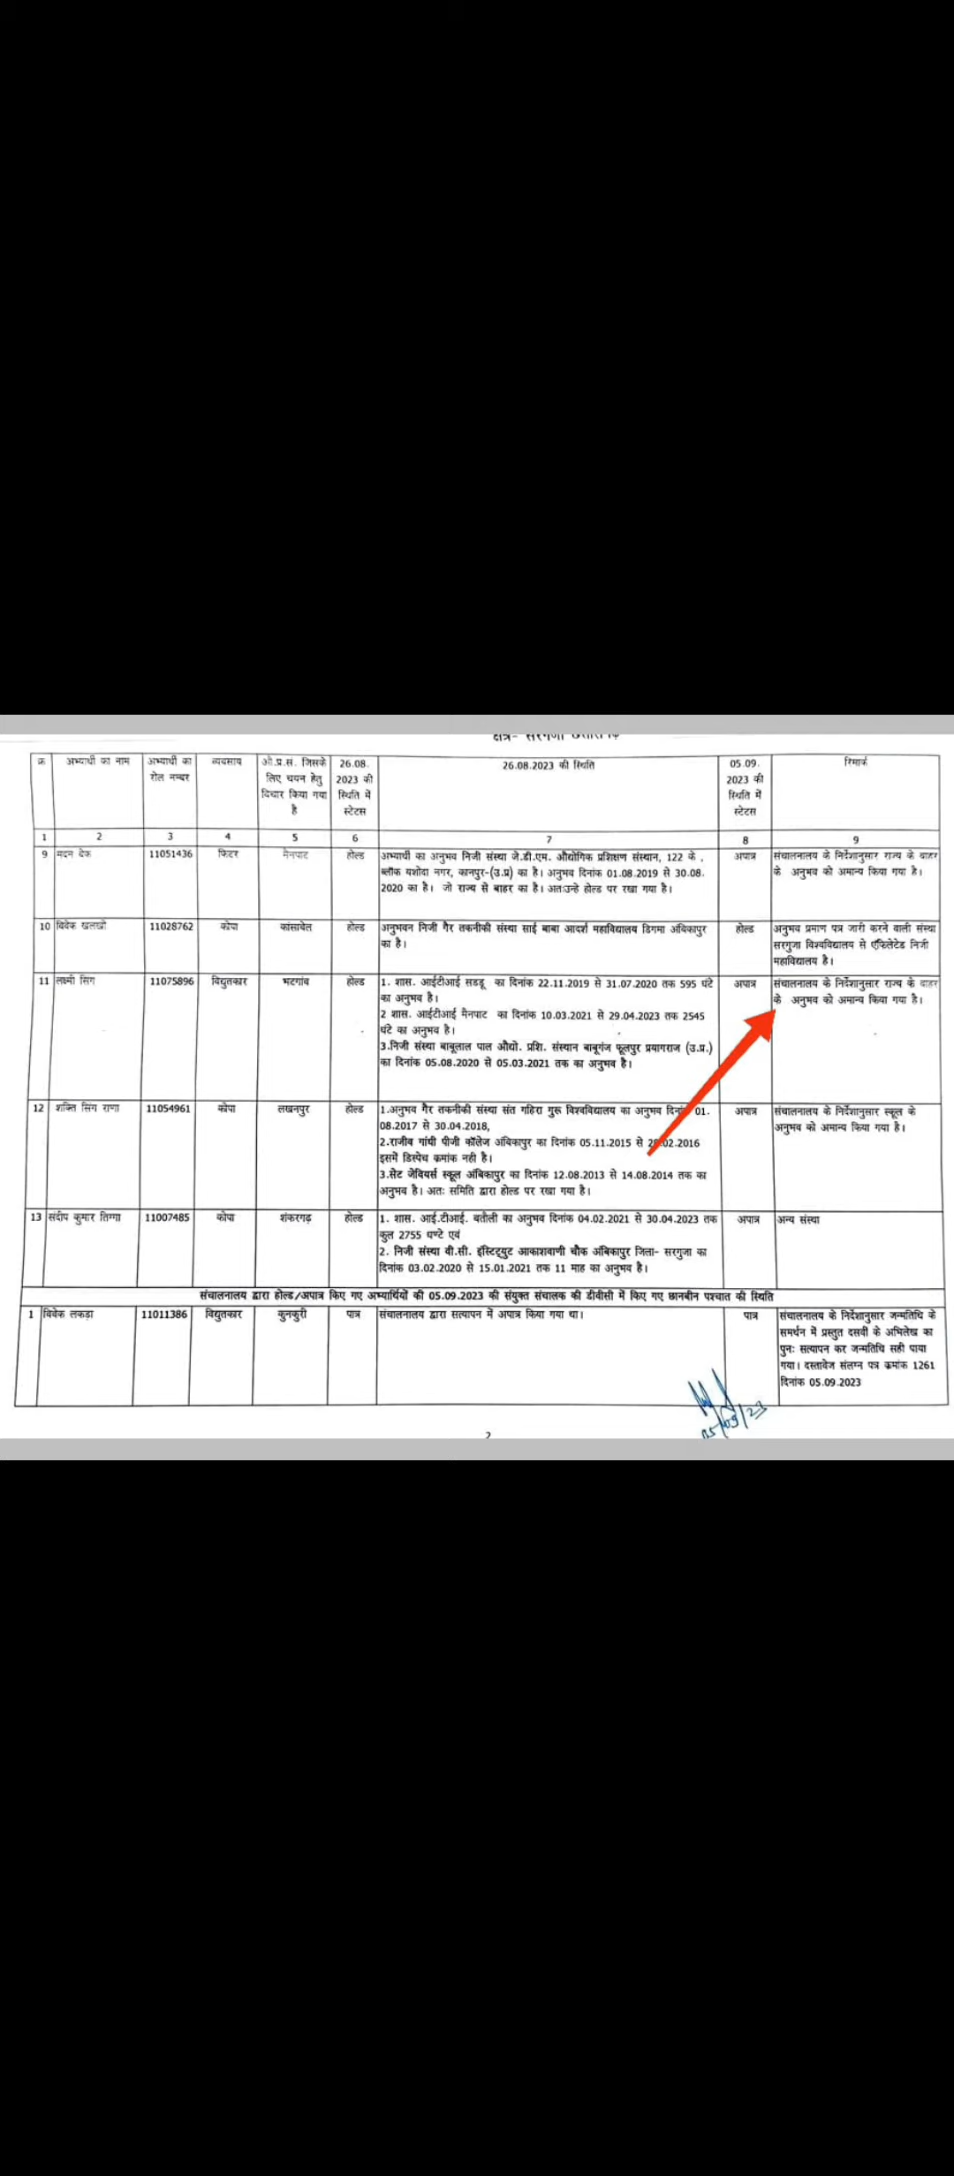 क्षेत्र- सरगुजा छत्तीसगढ़
क्र अभ्यार्थी का नाम अभ्यार्थी का रोल नम्बर व्यवसाय औ.प्र.सं. जिसके लिए चयन हेतु विचार किया गया है 26.08.2023 की स्थिति में स्टेटस 26.08.2023 की स्थिति 05.09.2023 की स्थिति में स्टेटस रिमार्क
1 2 3 4 5 6 7 8 9
9 मदन बेक 11051436 फिटर मैनपाट होल्ड अभ्यार्थी का अनुभव निजी संस्था जे.डी.एम. औद्योगिक प्रशिक्षण संस्थान, 122 के , अपात्र संचालनालय के निर्देशानुसार राज्य के बाहर
ब्लॉक यशोदा नगर, कानपुर-(उ.प्र) का है। अनुभव दिनांक 01.08.2019 से 30.08. के अनुभव को अमान्य किया गया है।
2020 का है। जो राज्य से बाहर का है। अतःउन्हे होल्ड पर रखा गया है।
10 विवेक खलखो 11028762 कोपा कांसाबेल होल्ड अनुभवन निजी गैर तकनीकी संस्था साई बाबा आदर्श महाविद्यालय डिगमा अंबिकापुर होल्ड अनुभव प्रमाण पत्र जारी करने वाली संस्था
का है। सरगुजा विश्वविद्यालय से एफिलेटेड निजी
महाविद्यालय है।
11 लक्ष्मी सिंग 11075896 विद्युतकार भटगांव होल्ड 1. शास. आईटीआई सडडू का दिनांक 22.11.2019 से 31.07.2020 तक 595 घंटे अपात्र संचालनालय के निर्देशानुसार राज्य के बाहर
का अनुभव है। के अनुभव को अमान्य किया गया है।
2 शास. आईटीआई मैनपाट का दिनांक 10.03.2021 से 29.04.2023 तक 2545
घंटे का अनुभव है।
3.निजी संस्था बाबूलाल पाल औद्यो. प्रशि. संस्थान बाबूगंज फूलपुर प्रयागराज (उ.प्र.)
का दिनांक 05.08.2020 से 05.03.2021 तक का अनुभव है।
12 शक्ति सिंग राणा 11054961 कोपा लखनपुर होल्ड 1.अनुभव गैर तकनीकी संस्था संत गहिरा गुरू विश्वविद्यालय का अनुभव दिनांक 01. अपात्र संचालनालय के निर्देशानुसार स्कूल के
08.2017 से 30.04.2018, अनुभव को अमान्य किया गया है।
2.राजीव गांधी पीजी कॉलेज अंबिकापुर का दिनांक 05.11.2015 से .02.2016
इसमें डिस्पेच क्रमांक नही है।
3.सेंट जेवियर्स स्कूल अंबिकापुर का दिनांक 12.08.2013 से 14.08.2014 तक का
अनुभव है। अतः समिति द्वारा होल्ड पर रखा गया है।
13 संदीप कुमार तिग्गा 11007485 कोपा शंकरगढ़ होल्ड 1. शास. आई.टी.आई. बतौली का अनुभव दिनांक 04.02.2021 से 30.04.2023 तक अपात्र अन्य संस्था
कुल 2755 घण्टे एवं
2. निजी संस्था वी.सी. इंस्टिट्युट आकाशवाणी चौक अंबिकापुर जिला- सरगुजा का
दिनांक 03.02.2020 से 15.01.2021 तक 11 माह का अनुभव है।
संचालनालय द्वारा होल्ड/अपात्र किए गए अभ्यार्थियों की 05.09.2023 की संयुक्त संचालक की डीवीसी में किए गए छानबीन पश्चात की स्थिति
1 विवेक लकड़ा 11011386 विद्युतकार कुनकुरी पात्र संचालनालय द्वारा सत्यापन में अपात्र किया गया था। पात्र संचालनालय के निर्देशानुसार जन्मतिथि के
समर्थन में प्रस्तुत दसवीं के अभिलेख का
पुनः सत्यापन कर जन्मतिथि सही पाया
गया। दस्तावेज संलग्न पत्र क्रमांक 1261
दिनांक 05.09.2023
05/09/23
2